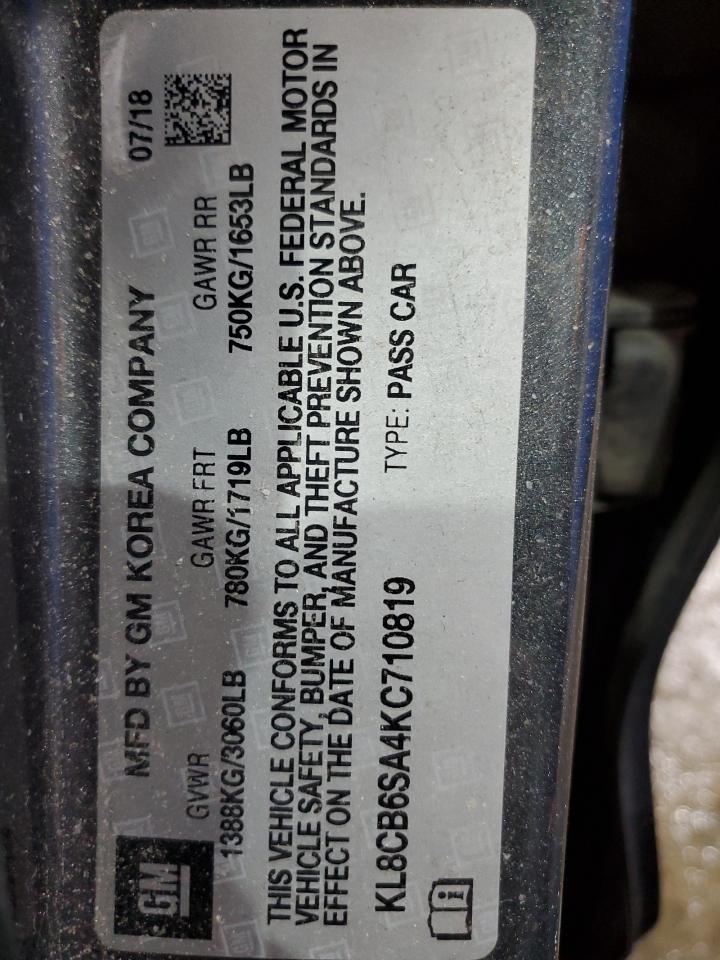 GM
MFD BY GM KOREA COMPANY 07/18
GVWR GAWR FRT GAWR RR
1388KG/3060LB 780KG/1719LB 750KG/1653LB
THIS VEHICLE CONFORMS TO ALL APPLICABLE U.S. FEDERAL MOTOR
VEHICLE SAFETY, BUMPER, AND THEFT PREVENTION STANDARDS IN
EFFECT ON THE DATE OF MANUFACTURE SHOWN ABOVE.
KL8CB6SA4KC710819 TYPE: PASS CAR